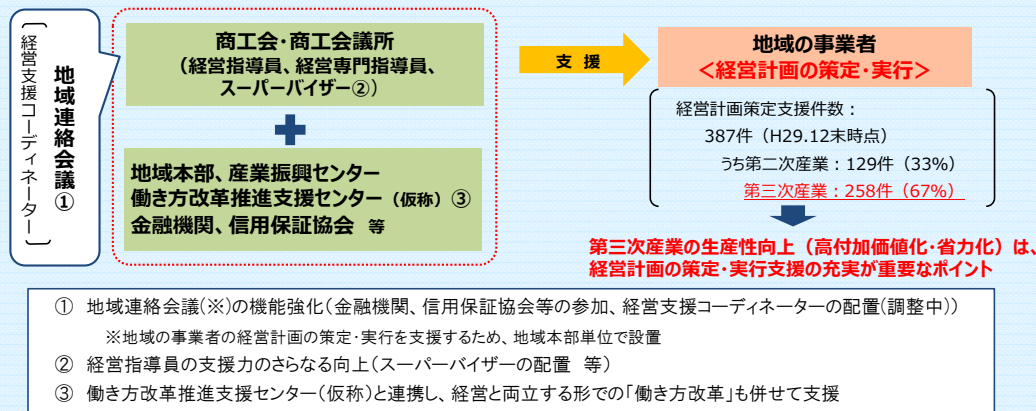 〔経営支援コーディネーター〕
地域連絡会議①
商工会・商工会議所
（経営指導員、経営専門指導員、
スーパーバイザー②）
地域本部、産業振興センター
働き方改革推進支援センター（仮称）③
金融機関、信用保証協会 等
支 援
地域の事業者
＜経営計画の策定・実行＞
経営計画策定支援件数：
387件（H29.12末時点）
うち第二次産業：129件（33%）
第三次産業：258件（67%）
第三次産業の生産性向上（高付加価値化・省力化）は、
経営計画の策定・実行支援の充実が重要なポイント
① 地域連絡会議(※)の機能強化(金融機関、信用保証協会等の参加、経営支援コーディネーターの配置(調整中))
※地域の事業者の経営計画の策定・実行を支援するため、地域本部単位で設置
② 経営指導員の支援力のさらなる向上(スーパーバイザーの配置 等)
③ 働き方改革推進支援センター(仮称)と連携し、経営と両立する形での「働き方改革」も併せて支援